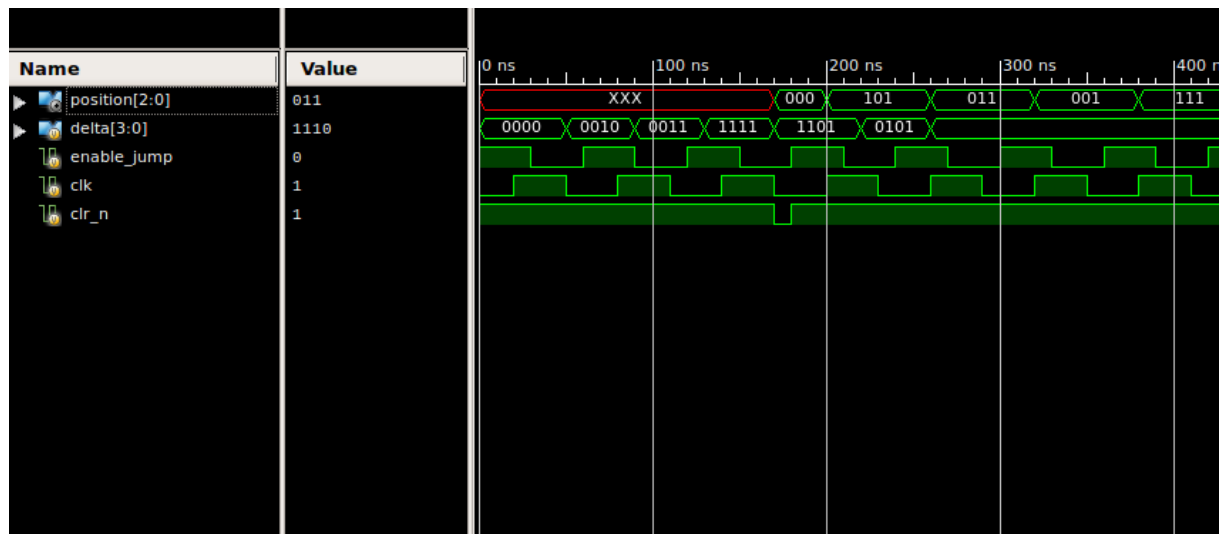 Name Value 0 ns 100 ns 200 ns 300 ns 400 n
position[2:0] 011 XXX 000 101 011 001 111
delta[3:0] 1110 0000 0010 0011 1111 1101 0101
enable_jump 0
clk 1
clr_n 1